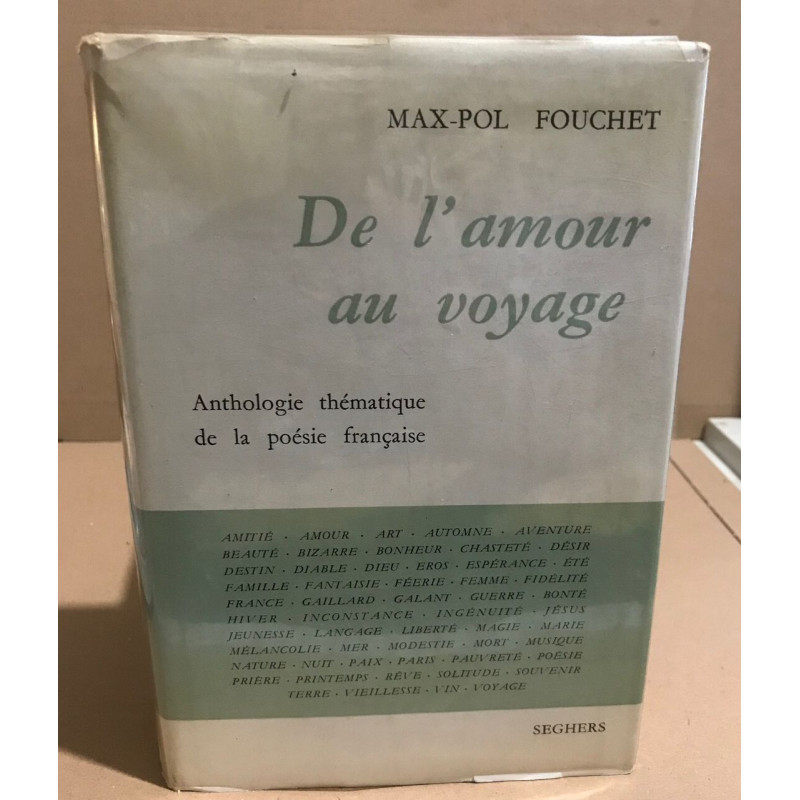 MAX-POL FOUCHET
De l'amour
au voyage
Anthologie thématique
de la poésie française
AMITIÉ · AMOUR · ART · AUTOMNE · AVENTURE
BEAUTÉ · BIZARRE · BONHEUR · CHASTETÉ · DÉSIR
DESTIN · DIABLE · DIEU · EROS · ESPÉRANCE · ÉTÉ
FAMILLE · FANTAISIE · FÉERIE · FEMME · FIDÉLITÉ
FRANCE · GAILLARD · GALANT · GUERRE · BONTÉ
HIVER · INCONSTANCE · INGÉNUITÉ · JÉSUS
JEUNESSE · LANGAGE · LIBERTÉ · MAGIE · MARIE
MÉLANCOLIE · MER · MODESTIE · MORT · MUSIQUE
NATURE · NUIT · PAIX · PARIS · PAUVRETÉ · POÉSIE
PRIÈRE · PRINTEMPS · RÊVE · SOLITUDE · SOUVENIR
TERRE · VIEILLESSE · VIN · VOYAGE
SEGHERS